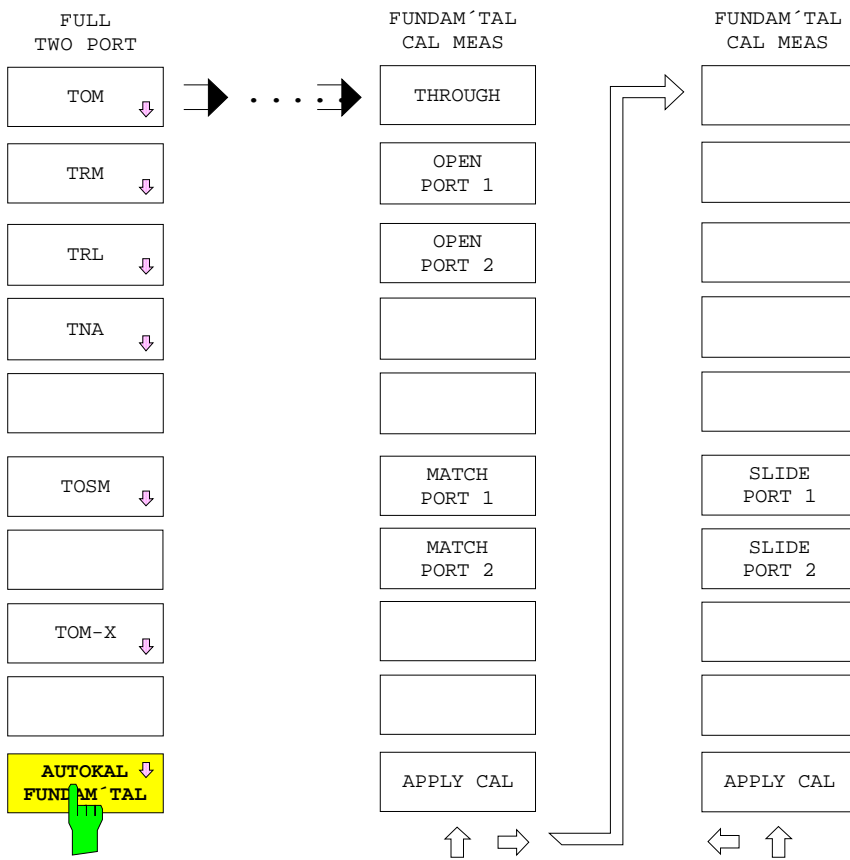 FULL
TWO PORT
TOM
TRM
TRL
TNA
TOSM
TOM-X
AUTOKAL
FUNDAM´TAL
. . . . .
FUNDAM´TAL
CAL MEAS
THROUGH
OPEN
PORT 1
OPEN
PORT 2
MATCH
PORT 1
MATCH
PORT 2
APPLY CAL
FUNDAM´TAL
CAL MEAS
SLIDE
PORT 1
SLIDE
PORT 2
APPLY CAL